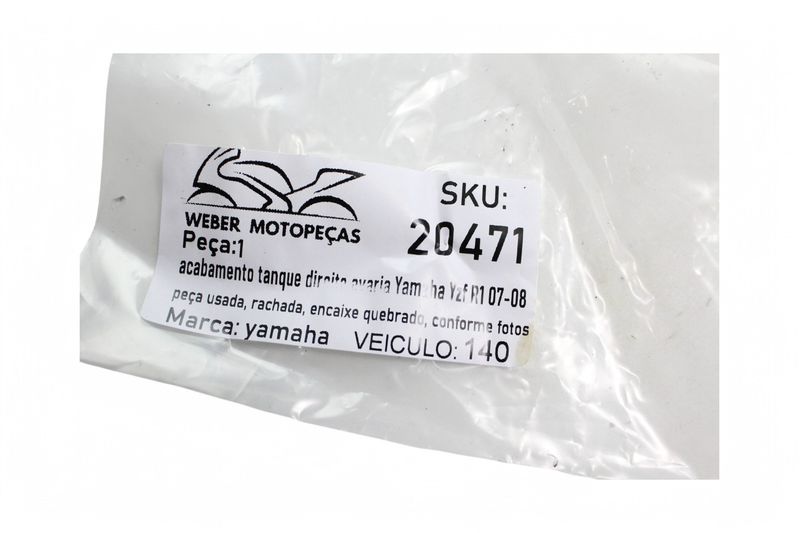 WEBER MOTOPEÇAS
SKU:
20471
Peça:1
acabamento tanque direito avaria Yamaha Yzf R1 07-08
peça usada, rachada, encaixe quebrado, conforme fotos
Marca: yamaha VEICULO: 140